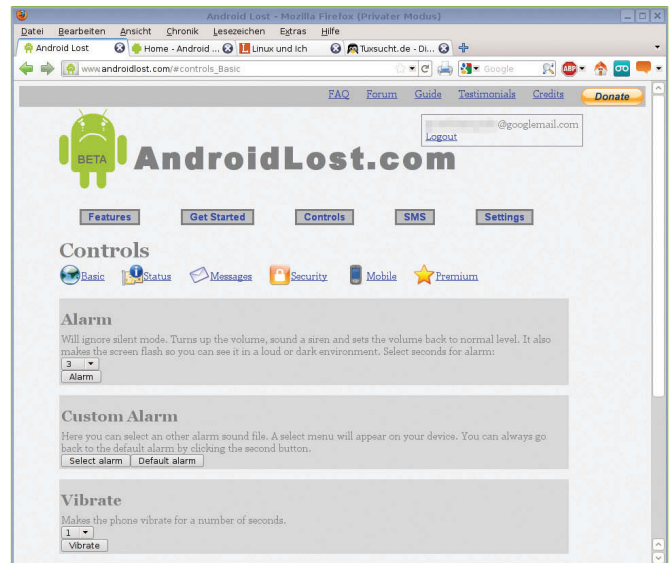 Android Lost - Mozilla Firefox (Privater Modus)
Datei Bearbeiten Ansicht Chronik Lesezeichen Extras Hilfe
Android Lost Home - Android ... Linux und Ich Tuxsucht.de - Di...
www.androidlost.com/#controls_Basic Google ABP
FAQ Forum Guide Testimonials Credits Donate
@googlemail.com
Logout
BETA
AndroidLost.com
Features Get Started Controls SMS Settings
Controls
Basic Status Messages Security Mobile Premium
Alarm
Will ignore silent mode. Turns up the volume, sound a siren and sets the volume back to normal level. It also
makes the screen flash so you can see it in a loud or dark environment. Select seconds for alarm:
3
Alarm
Custom Alarm
Here you can select an other alarm sound file. A select menu will appear on your device. You can always go
back to the default alarm by clicking the second button.
Select alarm Default alarm
Vibrate
Makes the phone vibrate for a number of seconds.
1
Vibrate